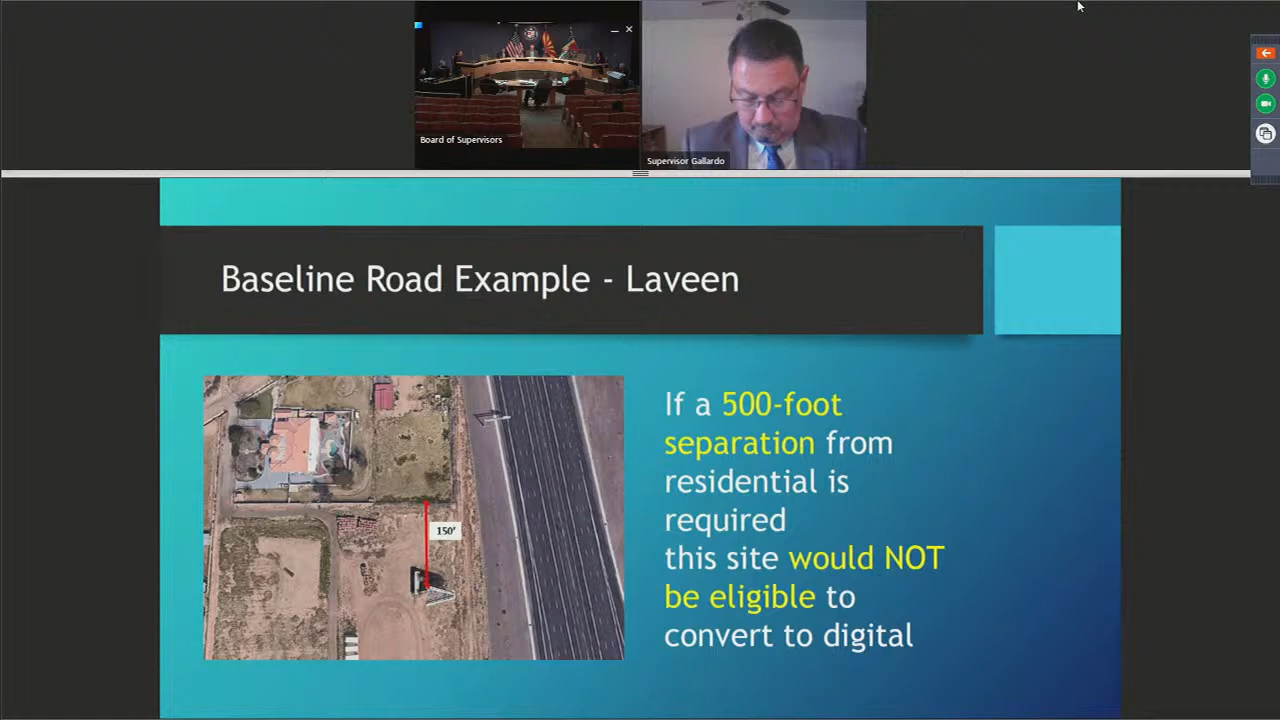 Board of Supervisors
Supervisor Gallardo
Baseline Road Example - Laveen
150'
If a 500-foot
separation from
residential is
required
this site would NOT
be eligible to
convert to digital